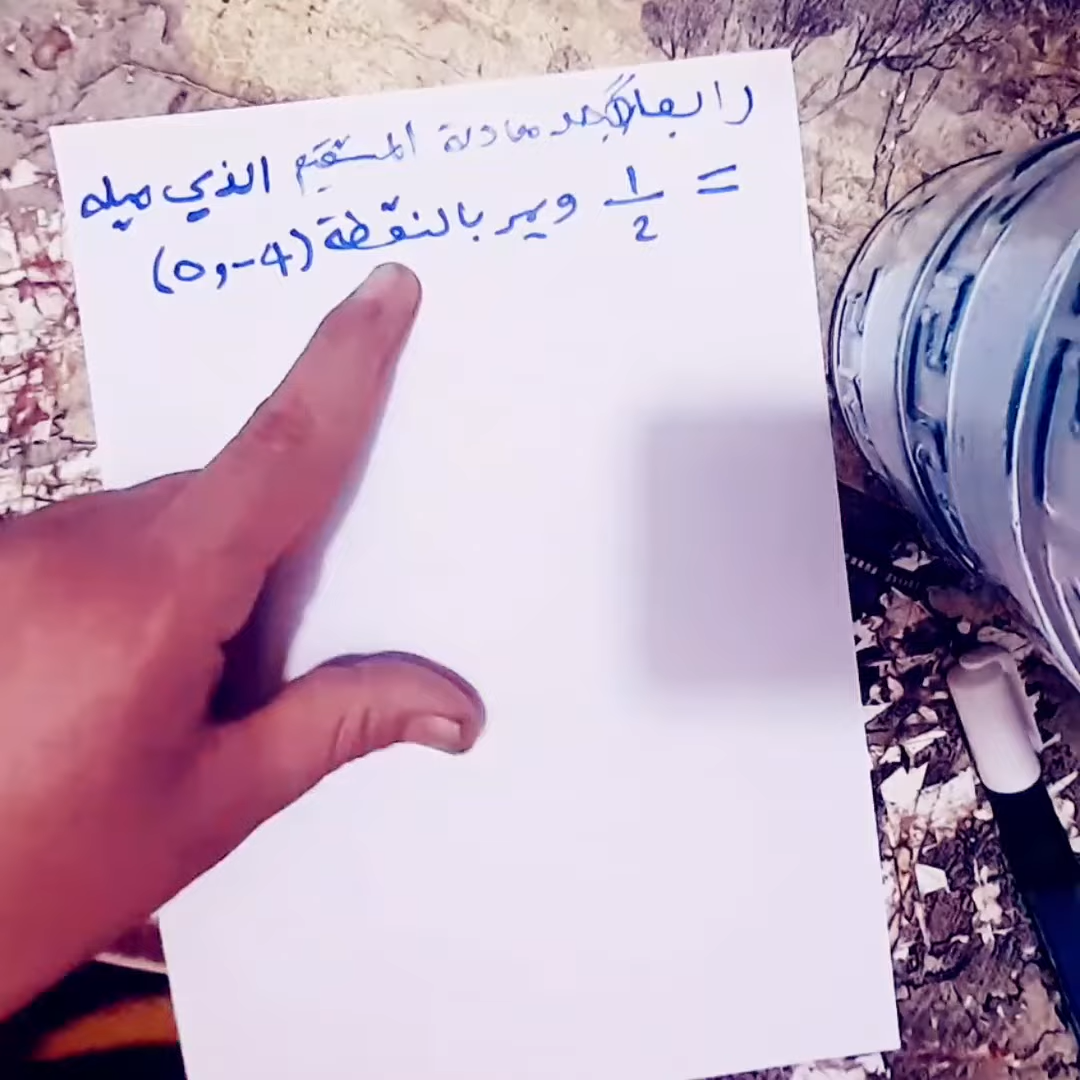 رابعا جد معادلة المستقيم الذي ميله
= 1/2 ويمر بالنقطة (0,-4)